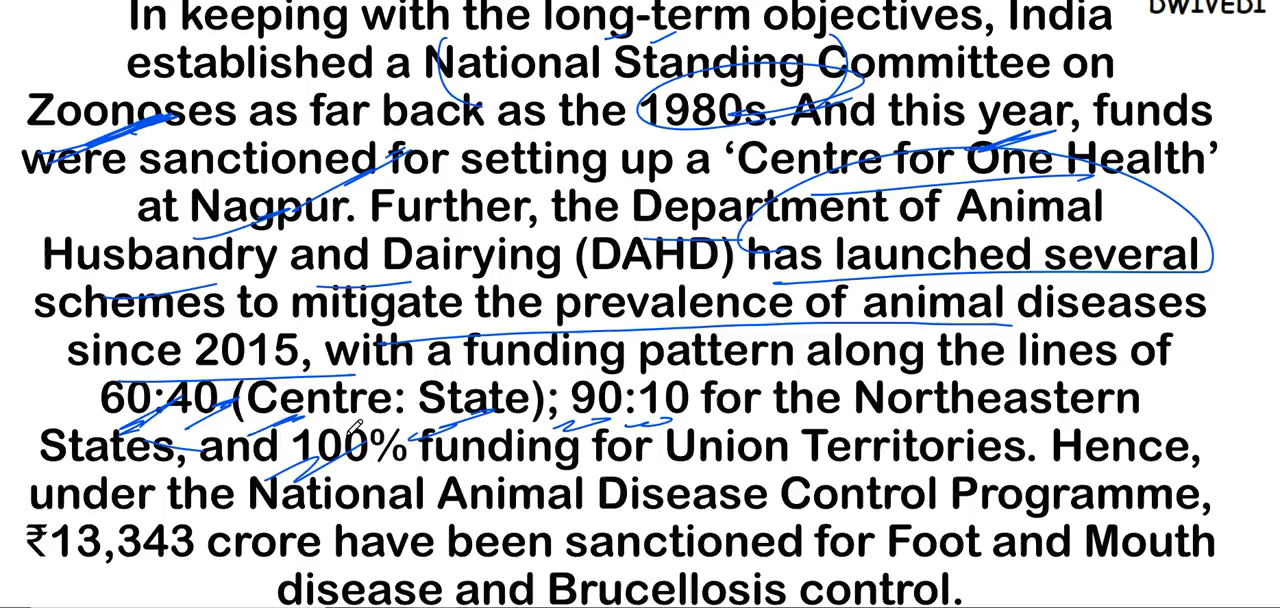 DWIVEDI
In keeping with the long-term objectives, India
established a National Standing Committee on
Zoonoses as far back as the 1980s. And this year, funds
were sanctioned for setting up a ‘Centre for One Health’
at Nagpur. Further, the Department of Animal
Husbandry and Dairying (DAHD) has launched several
schemes to mitigate the prevalence of animal diseases
since 2015, with a funding pattern along the lines of
60:40 (Centre: State); 90:10 for the Northeastern
States, and 100% funding for Union Territories. Hence,
under the National Animal Disease Control Programme,
₹13,343 crore have been sanctioned for Foot and Mouth
disease and Brucellosis control.